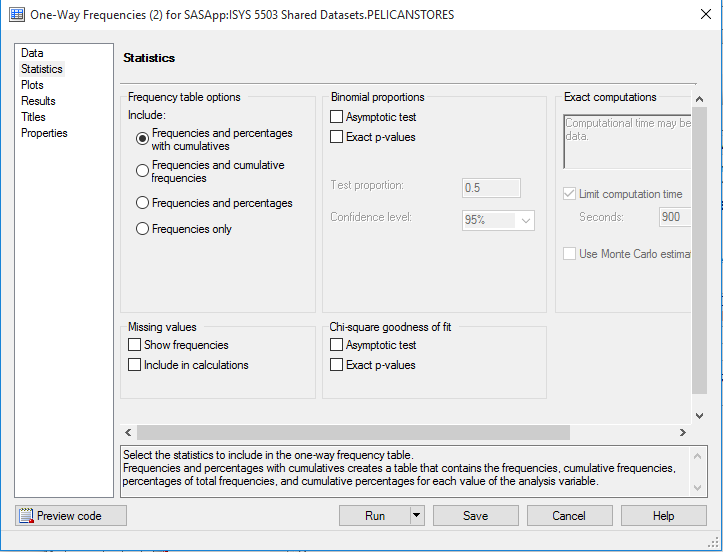 One-Way Frequencies (2) for SASApp:ISYS 5503 Shared Datasets.PELICANSTORES
Data
Statistics
Plots
Results
Titles
Properties
Statistics
Frequency table options
Include:
Frequencies and percentages
with cumulatives
Frequencies and cumulative
frequencies
Frequencies and percentages
Frequencies only
Binomial proportions
Asymptotic test
Exact p-values
Test proportion:
0.5
Confidence level:
95%
Exact computations
Computational time may be
data.
Limit computation time
Seconds:
900
Use Monte Carlo estima
Missing values
Show frequencies
Include in calculations
Chi-square goodness of fit
Asymptotic test
Exact p-values
Select the statistics to include in the one-way frequency table.
Frequencies and percentages with cumulatives creates a table that contains the frequencies, cumulative frequencies,
percentages of total frequencies, and cumulative percentages for each value of the analysis variable.
Preview code
Run
Save
Cancel
Help